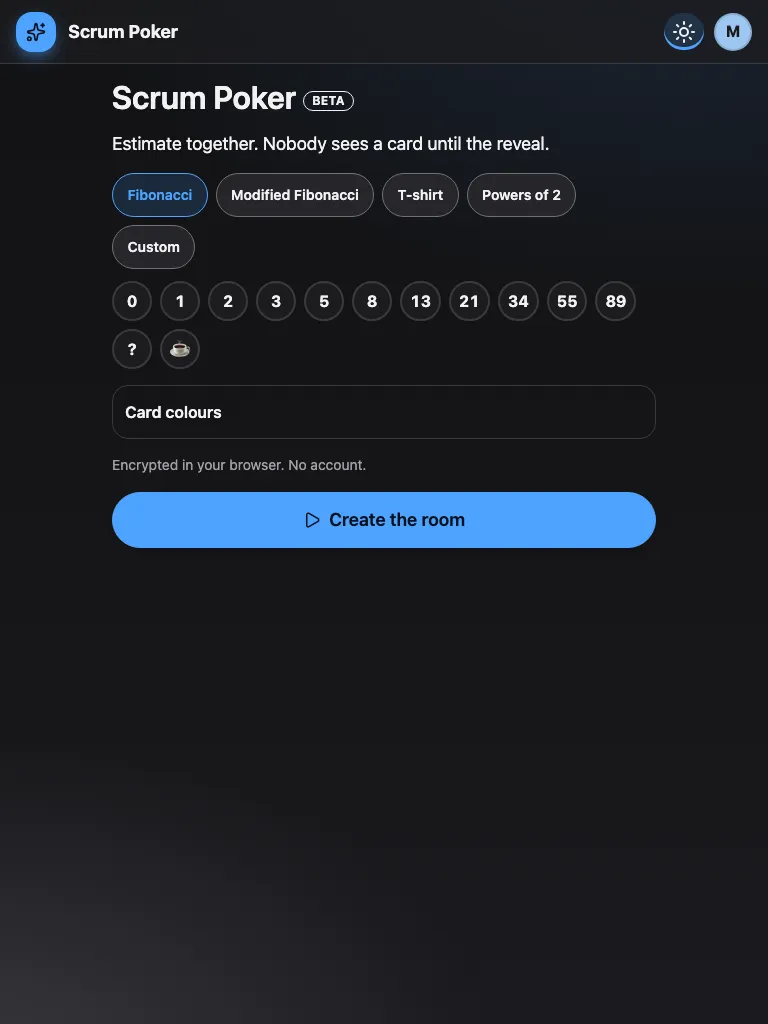 Scrum Poker
M
Scrum Poker BETA
Estimate together. Nobody sees a card until the reveal.
Fibonacci Modified Fibonacci T-shirt Powers of 2
Custom
0 1 2 3 5 8 13 21 34 55 89
? ☕
Card colours
Encrypted in your browser. No account.
Create the room